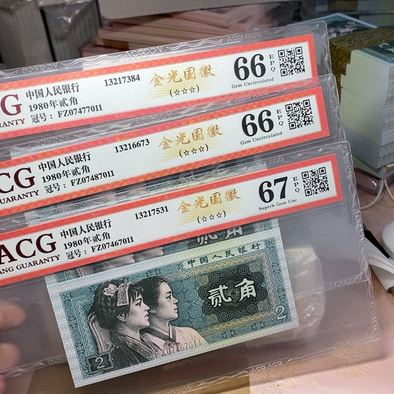 G 中国人民银行 13217384 金光国徽 66 EPQ
RANTY 1980年贰角 (☆☆☆) Gem Uncirculated
冠号: FZ07477011
CG 中国人民银行 13216673 金光国徽 66 EPQ
GUARANTY 1980年贰角 (☆☆☆) Gem Uncirculated
冠号: FZ07487011
ACG 中国人民银行 13217531 金光国徽 67 EPQ
ANG GUARANTY 1980年贰角 (☆☆☆) Superb Gem Unc
冠号: FZ07467011
中国人民银行
贰角
2
2